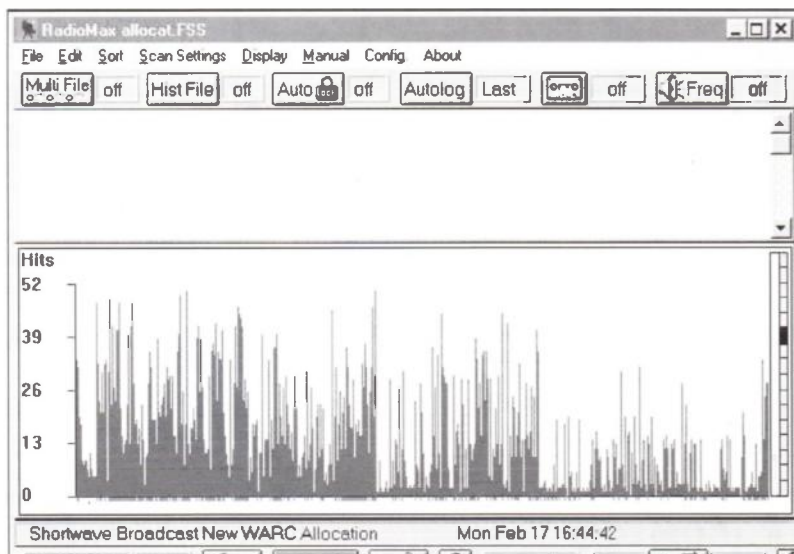 RadioMax allocat.FSS
File Edit Sort Scan Settings Display Manual Config About
Multi File off Hist File off Auto off Autolog Last off Freq off
Hits
52
39
26
13
0
Shortwave Broadcast New WARC Allocation Mon Feb 17 16:44:42